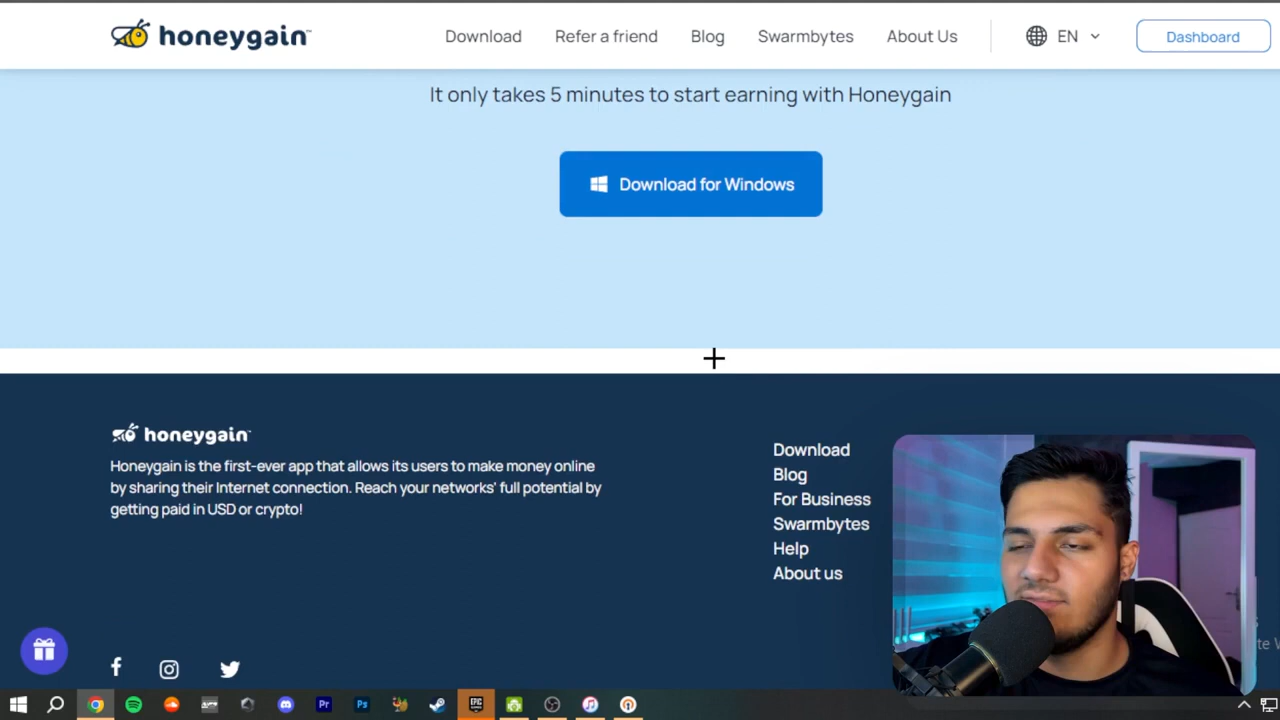 honeygain
Download
Refer a friend
Blog
Swarmbytes
About Us
EN
Dashboard
It only takes 5 minutes to start earning with Honeygain
Download for Windows
honeygain
Honeygain is the first-ever app that allows its users to make money online
by sharing their Internet connection. Reach your networks' full potential by
getting paid in USD or crypto!
Download
Blog
For Business
Swarmbytes
Help
About us
Pr
Ps
EPIC